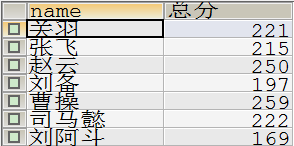 name 总分
关羽 221
张飞 215
赵云 250
刘备 197
曹操 259
司马懿 222
刘阿斗 169